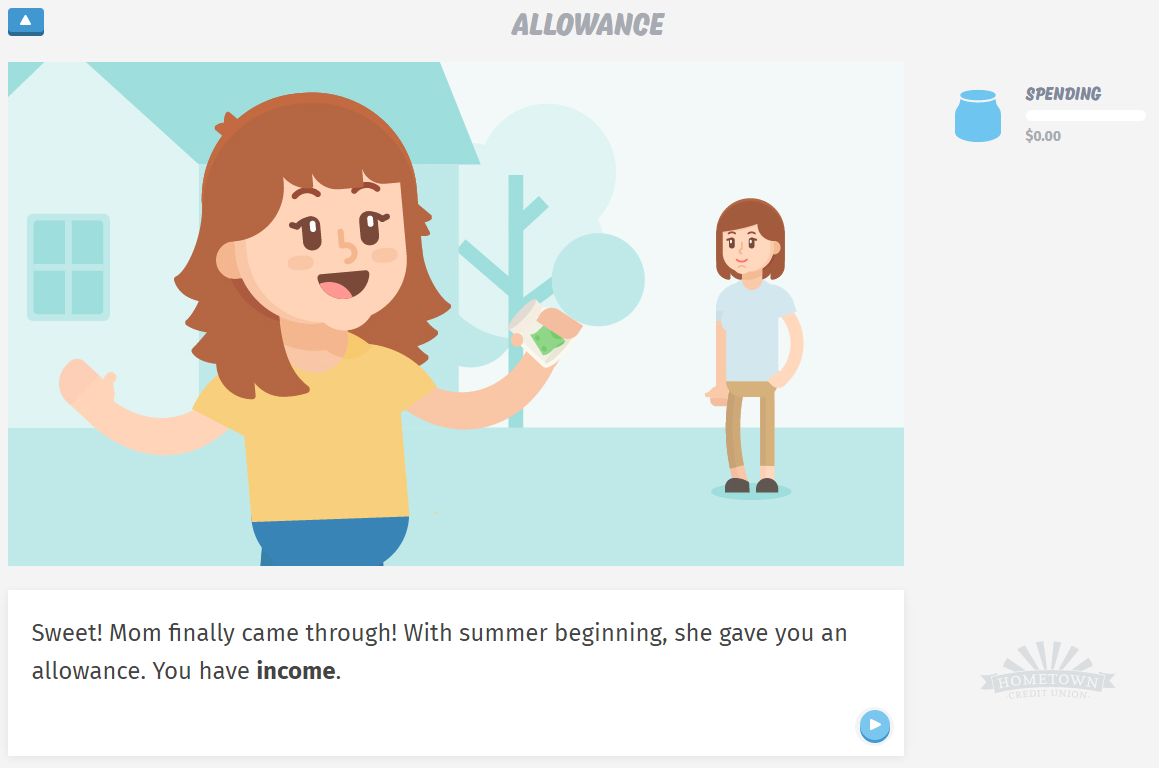 ALLOWANCE
SPENDING
$0.00
Sweet! Mom finally came through! With summer beginning, she gave you an
allowance. You have income.
HOMETOWN
CREDIT UNION